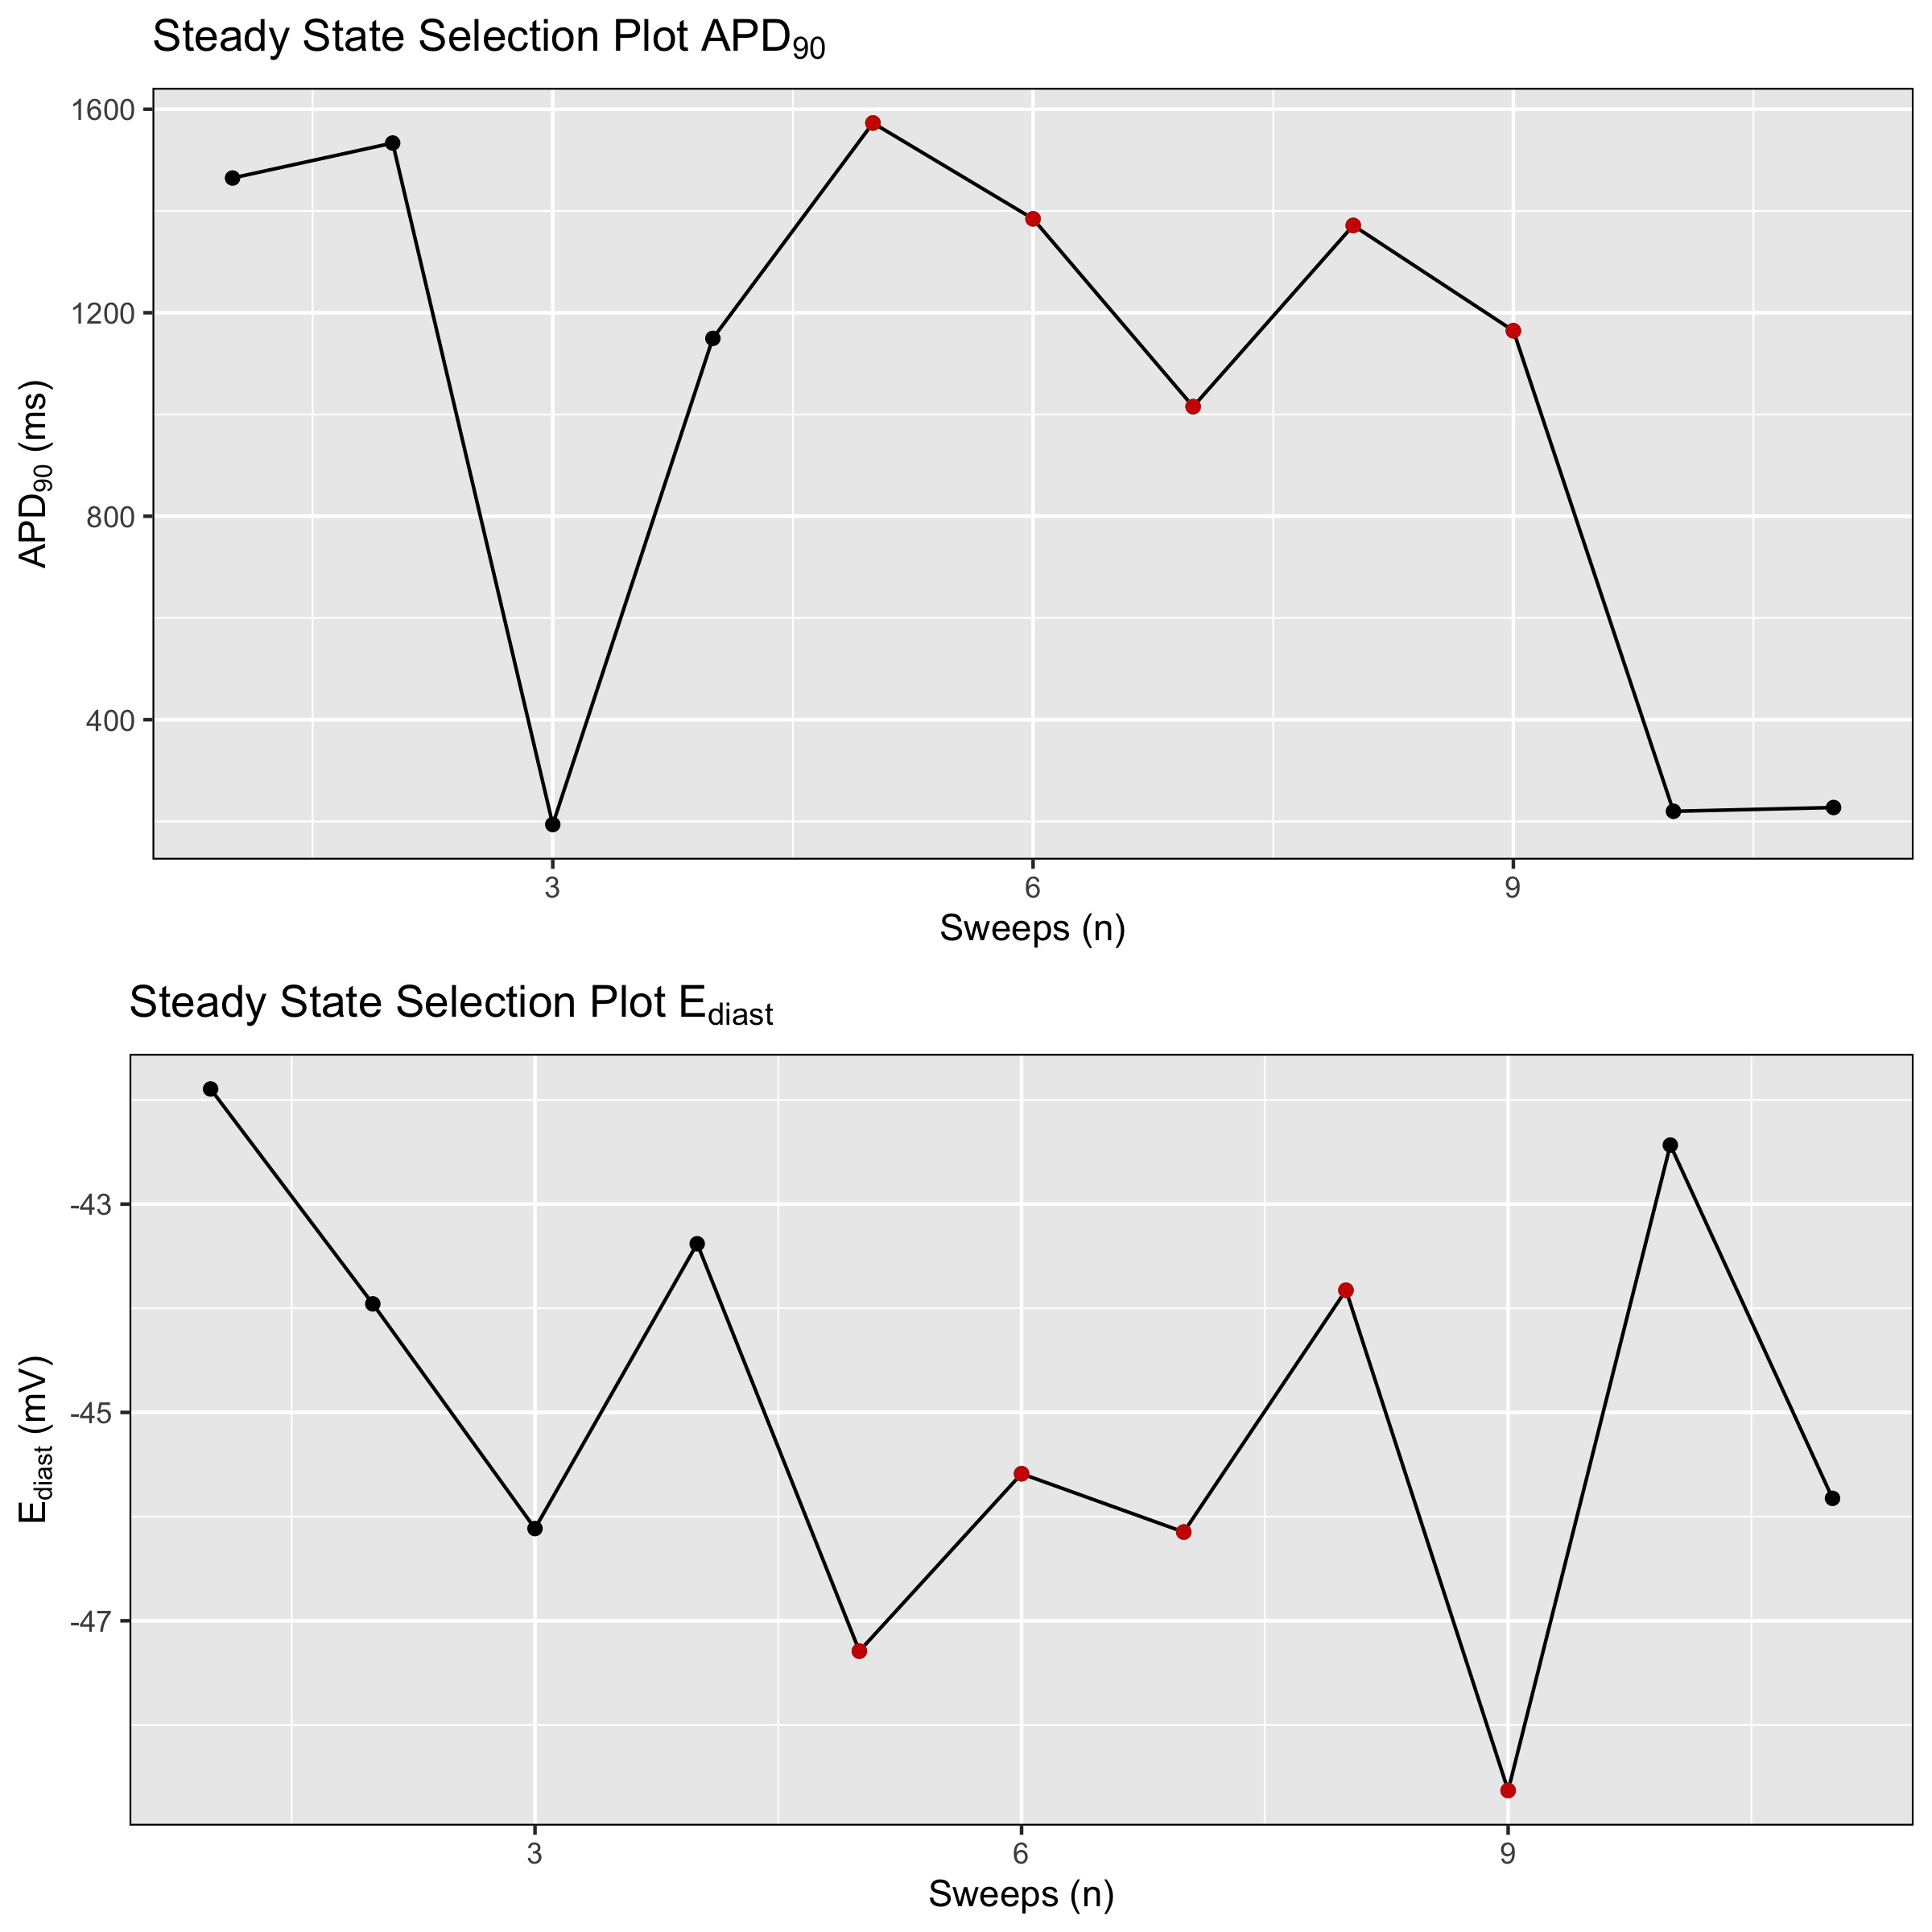 Steady State Selection Plot APD90
1600
1200
800
400
APD90 (ms)
3 6 9
Sweeps (n)
Steady State Selection Plot Ediast
-43
-45
-47
Ediast (mV)
3 6 9
Sweeps (n)